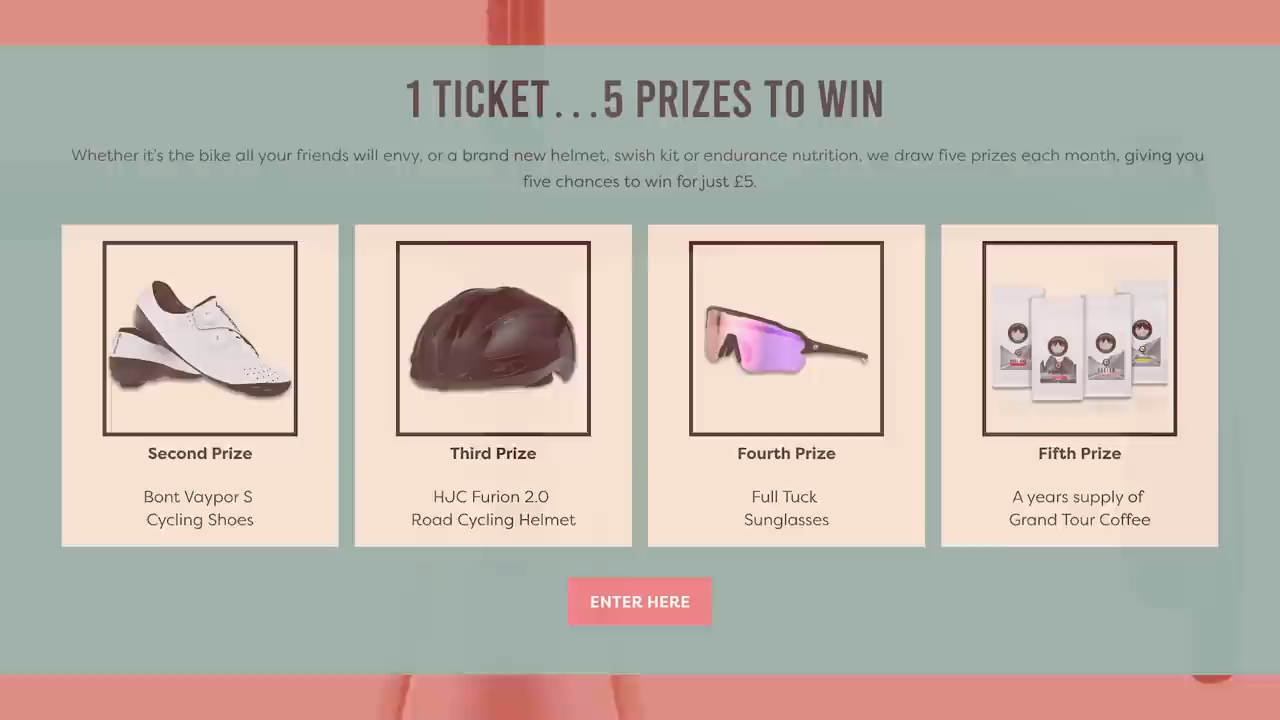 1 TICKET...5 PRIZES TO WIN
Whether it's the bike all your friends will envy, or a brand new helmet, swish kit or endurance nutrition, we draw five prizes each month, giving you
five chances to win for just £5.
Second Prize
Bont Vaypor S
Cycling Shoes
Third Prize
HJC Furion 2.0
Road Cycling Helmet
Fourth Prize
Full Tuck
Sunglasses
Fifth Prize
A years supply of
Grand Tour Coffee
ENTER HERE